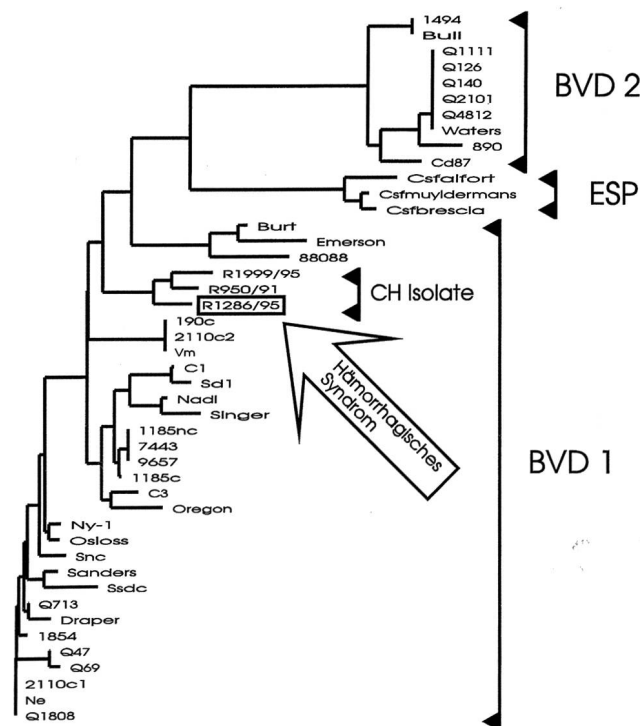 1494
Bull
Q1111
Q126
Q140
Q2101
Q4812
Waters
890
Cd87
BVD 2
Csfalfort
Csfmuyldermans
Csfbrescia
ESP
Burt
Emerson
88088
R1999/95
R950/91
R1286/95
CH Isolate
190c
2110c2
Vm
C1
Sd1
Nadl
Singer
Hämorrhagisches
Syndrom
1185nc
7443
9657
1185c
C3
Oregon
BVD 1
Ny-1
Osloss
Snc
Sanders
Ssdc
Q713
Draper
1854
Q47
Q69
2110c1
Ne
Q1808